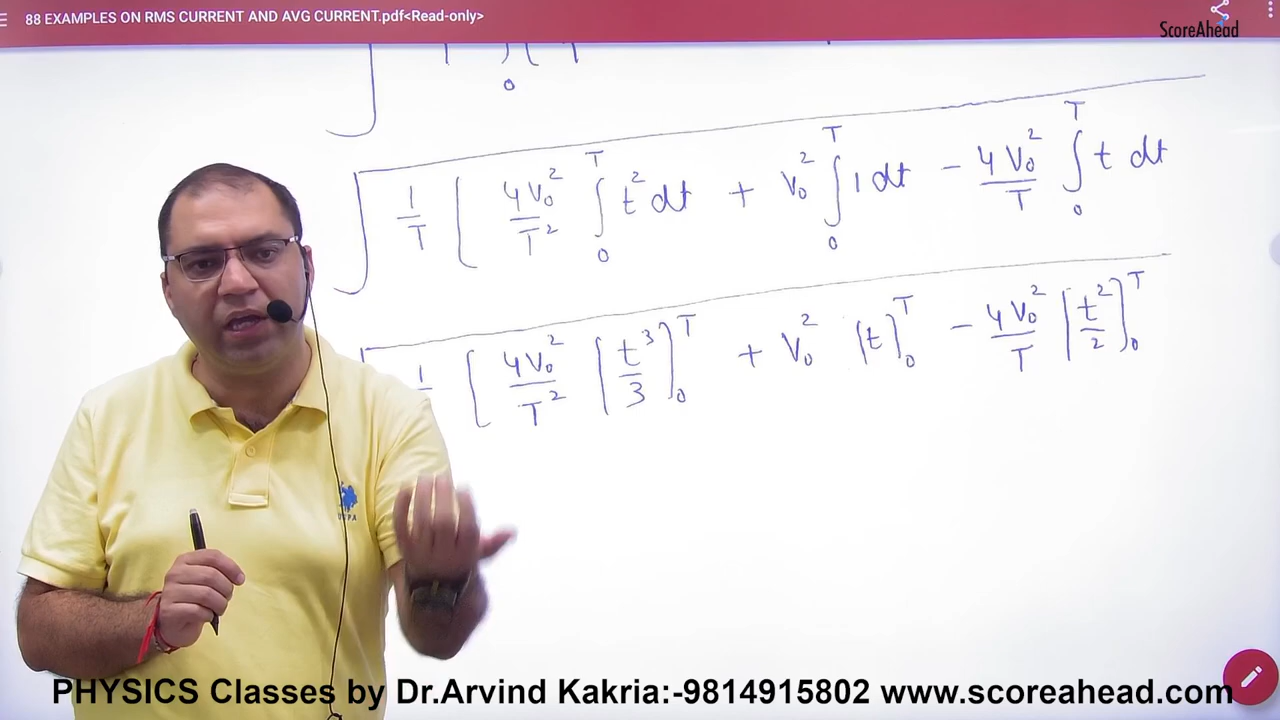 88 EXAMPLES ON RMS CURRENT AND AVG CURRENT.pdf<Read-only>
ScoreAhead
0
√ 1/T [ 4V₀²/T² ∫₀ᵀ t² dt + V₀² ∫₀ᵀ 1 dt − 4V₀²/T ∫₀ᵀ t dt
√ 1 [ 4V₀²/T² [t³/3]₀ᵀ + V₀² [t]₀ᵀ − 4V₀²/T [t²/2]₀ᵀ
PHYSICS Classes by Dr.Arvind Kakria:-9814915802 www.scoreahead.com